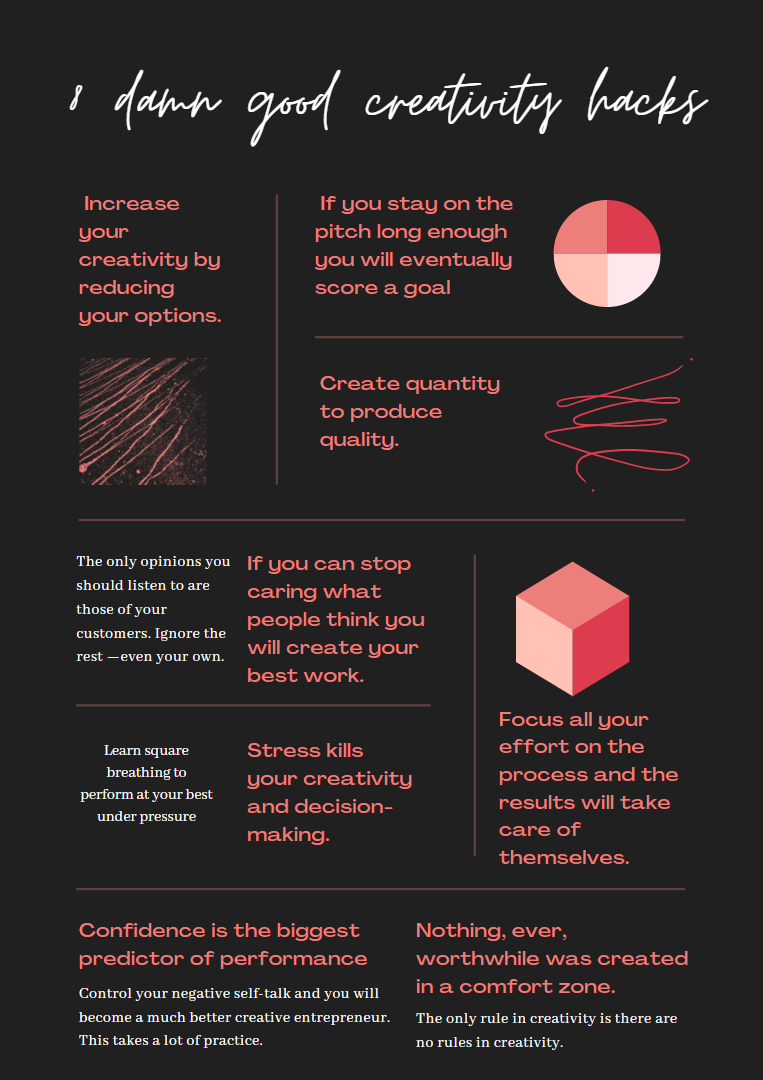 8 damn good creativity hacks
Increase
your
creativity by
reducing
your options.
If you stay on the
pitch long enough
you will eventually
score a goal
Create quantity
to produce
quality.
The only opinions you
should listen to are
those of your
customers. Ignore the
rest —even your own.
If you can stop
caring what
people think you
will create your
best work.
Learn square
breathing to
perform at your best
under pressure
Stress kills
your creativity
and decision-
making.
Focus all your
effort on the
process and the
results will take
care of
themselves.
Confidence is the biggest
predictor of performance
Control your negative self-talk and you will
become a much better creative entrepreneur.
This takes a lot of practice.
Nothing, ever,
worthwhile was created
in a comfort zone.
The only rule in creativity is there are
no rules in creativity.